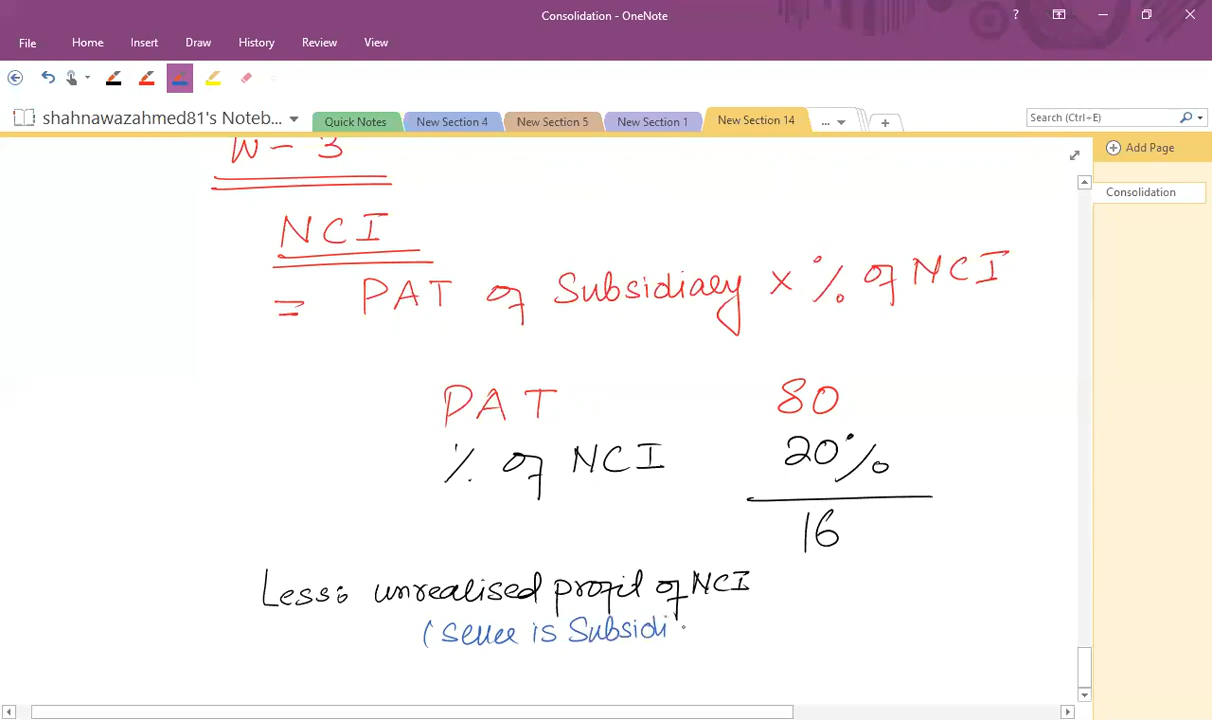 Consolidation - OneNote
?
File Home Insert Draw History Review View
shahnawazahmed81's Noteb... Quick Notes New Section 4 New Section 5 New Section 1 New Section 14 ... + Search (Ctrl+E)
Add Page
Consolidation
W - 3
NCI
= PAT of Subsidiary × % of NCI
PAT 80
% of NCI 20%
16
Less: unrealised profit of NCI
(Seller is Subsidi